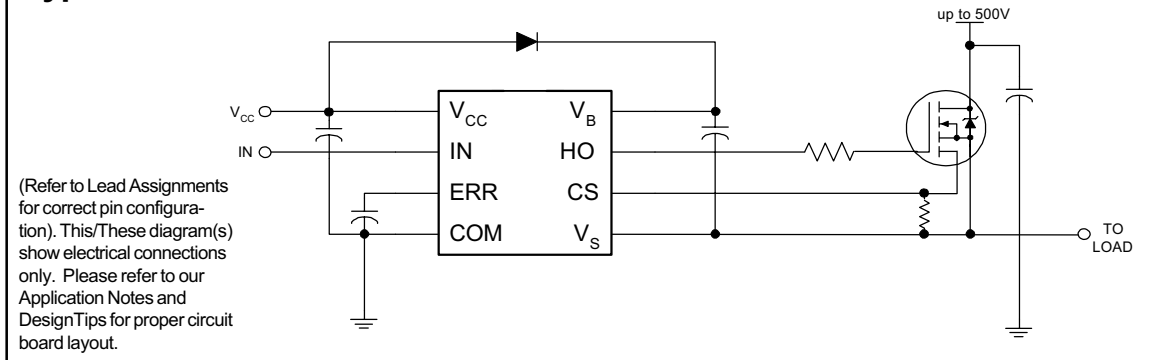 up to 500V
VCC
IN
VCC
IN
ERR
COM
VB
HO
CS
VS
TO
LOAD
(Refer to Lead Assignments
for correct pin configura-
tion). This/These diagram(s)
show electrical connections
only. Please refer to our
Application Notes and
DesignTips for proper circuit
board layout.